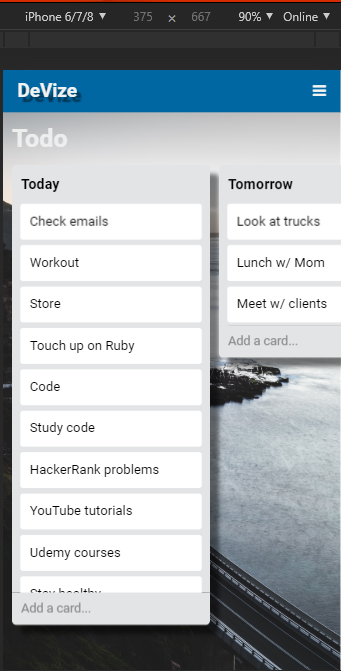 iPhone 6/7/8 ▼ 375 × 667 90% ▼ Online ▼
DeVize
Todo
Today
Check emails
Workout
Store
Touch up on Ruby
Code
Study code
HackerRank problems
YouTube tutorials
Udemy courses
Stay healthy
Add a card...
Tomorrow
Look at trucks
Lunch w/ Mom
Meet w/ clients
Add a card...